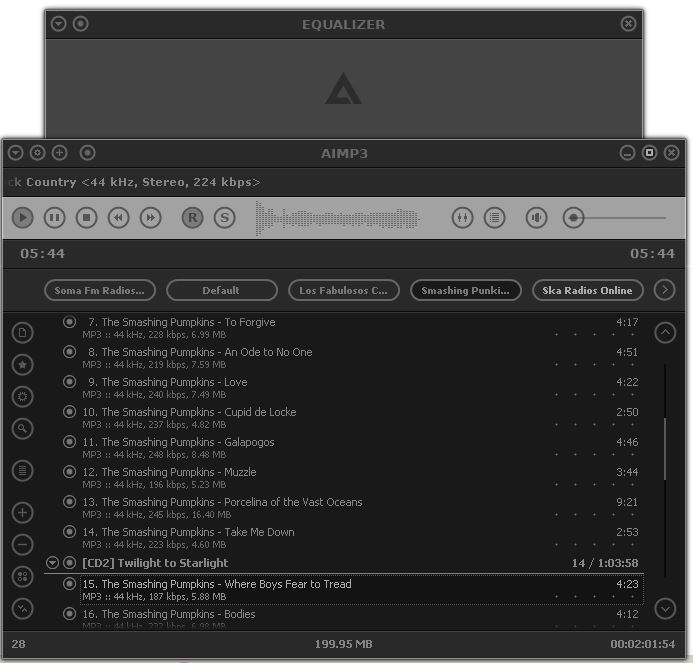 EQUALIZER
AIMP3
ck Country <44 kHz, Stereo, 224 kbps>
R S
05:44 05:44
Soma Fm Radios... Default Los Fabulosos C... Smashing Punki... Ska Radios Online
7. The Smashing Pumpkins - To Forgive 4:17
MP3 :: 44 kHz, 228 kbps, 6.99 MB
8. The Smashing Pumpkins - An Ode to No One 4:51
MP3 :: 44 kHz, 219 kbps, 7.59 MB
9. The Smashing Pumpkins - Love 4:22
MP3 :: 44 kHz, 240 kbps, 7.49 MB
10. The Smashing Pumpkins - Cupid de Locke 2:50
MP3 :: 44 kHz, 237 kbps, 4.82 MB
11. The Smashing Pumpkins - Galapogos 4:46
MP3 :: 44 kHz, 248 kbps, 8.48 MB
12. The Smashing Pumpkins - Muzzle 3:44
MP3 :: 44 kHz, 196 kbps, 5.23 MB
13. The Smashing Pumpkins - Porcelina of the Vast Oceans 9:21
MP3 :: 44 kHz, 245 kbps, 16.40 MB
14. The Smashing Pumpkins - Take Me Down 2:53
MP3 :: 44 kHz, 223 kbps, 4.60 MB
[CD2] Twilight to Starlight 14 / 1:03:58
15. The Smashing Pumpkins - Where Boys Fear to Tread 4:23
MP3 :: 44 kHz, 187 kbps, 5.88 MB
16. The Smashing Pumpkins - Bodies 4:12
MP3 :: 44 kHz, 232 kbps, 6.98 MB
28 199.95 MB 00:02:01:54